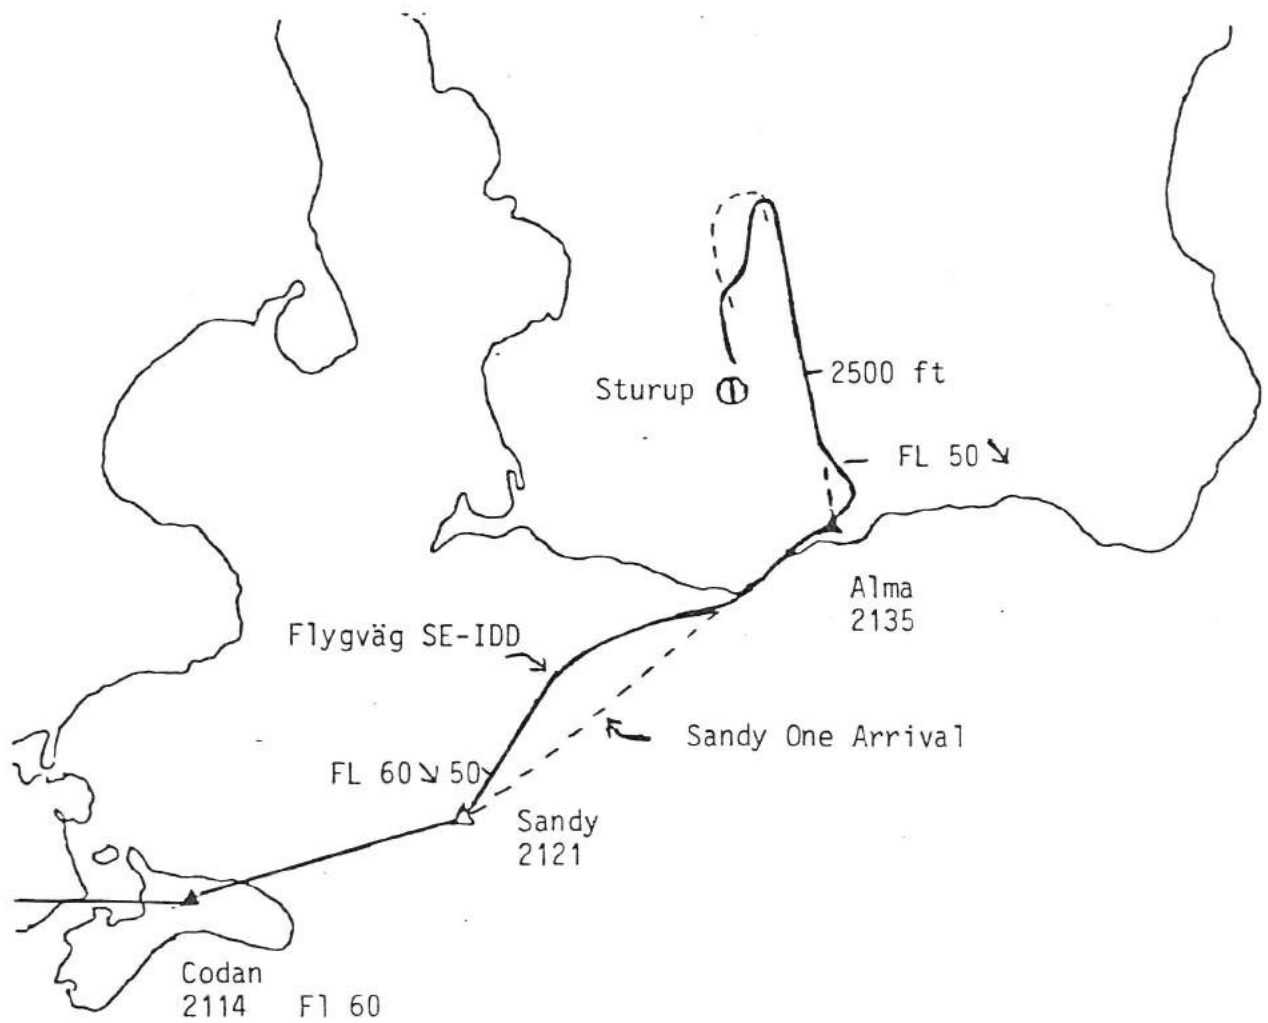 2500 ft
Sturup
FL 50 ↘
Alma
2135
Flygväg SE-IDD
Sandy One Arrival
FL 60 ↘ 50
Sandy
2121
Codan
2114 Fl 60